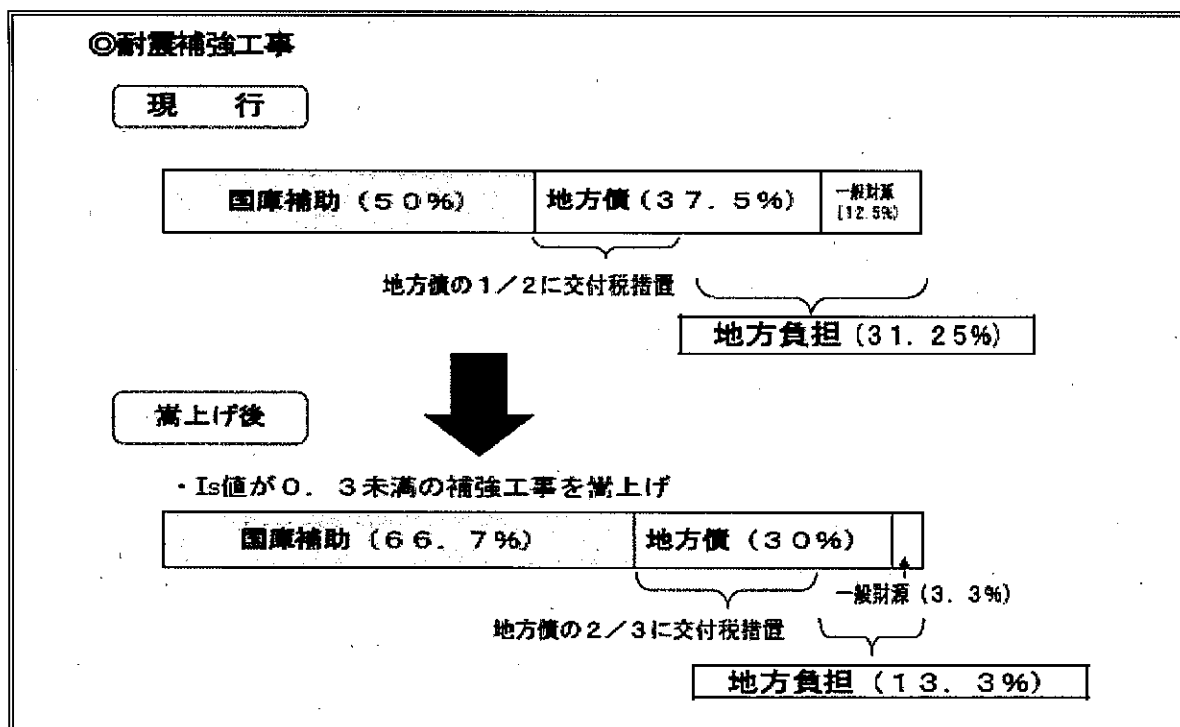 ◎耐震補強工事
現 行
国庫補助(50%) 地方債(37.5%) 一般財源
[12.5%)
地方債の1/2に交付税措置
地方負担(31.25%)
嵩上げ後
・Is値が0.3未満の補強工事を嵩上げ
国庫補助(66.7%) 地方債(30%)
一般財源(3.3%)
地方債の2/3に交付税措置
地方負担(13.3%)